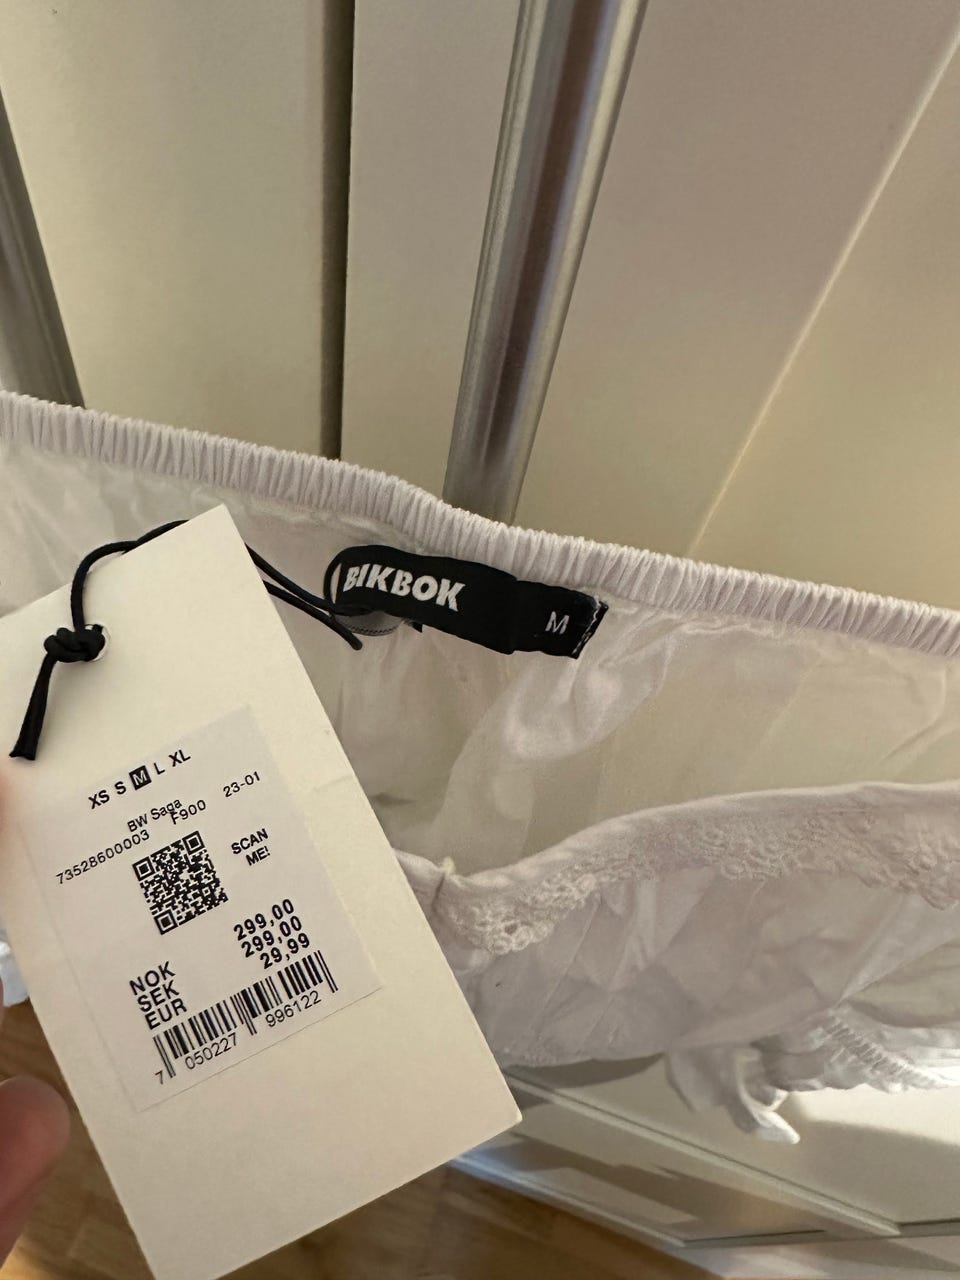 BIKBOK
M
XS S M L XL
BW Saga
73528600003 F900 23-01
SCAN
ME!
NOK 299,00
SEK 299,00
EUR 29,99
7 050227 996122